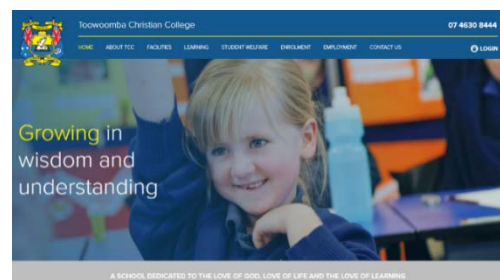 Toowoomba Christian College
07 4630 8444
HOME ABOUT TCC FACILITIES LEARNING STUDENT WELFARE ENROLMENT EMPLOYMENT CONTACT US
LOGIN
Growing in
wisdom and
understanding
A SCHOOL DEDICATED TO THE LOVE OF GOD, LOVE OF LIFE AND THE LOVE OF LEARNING